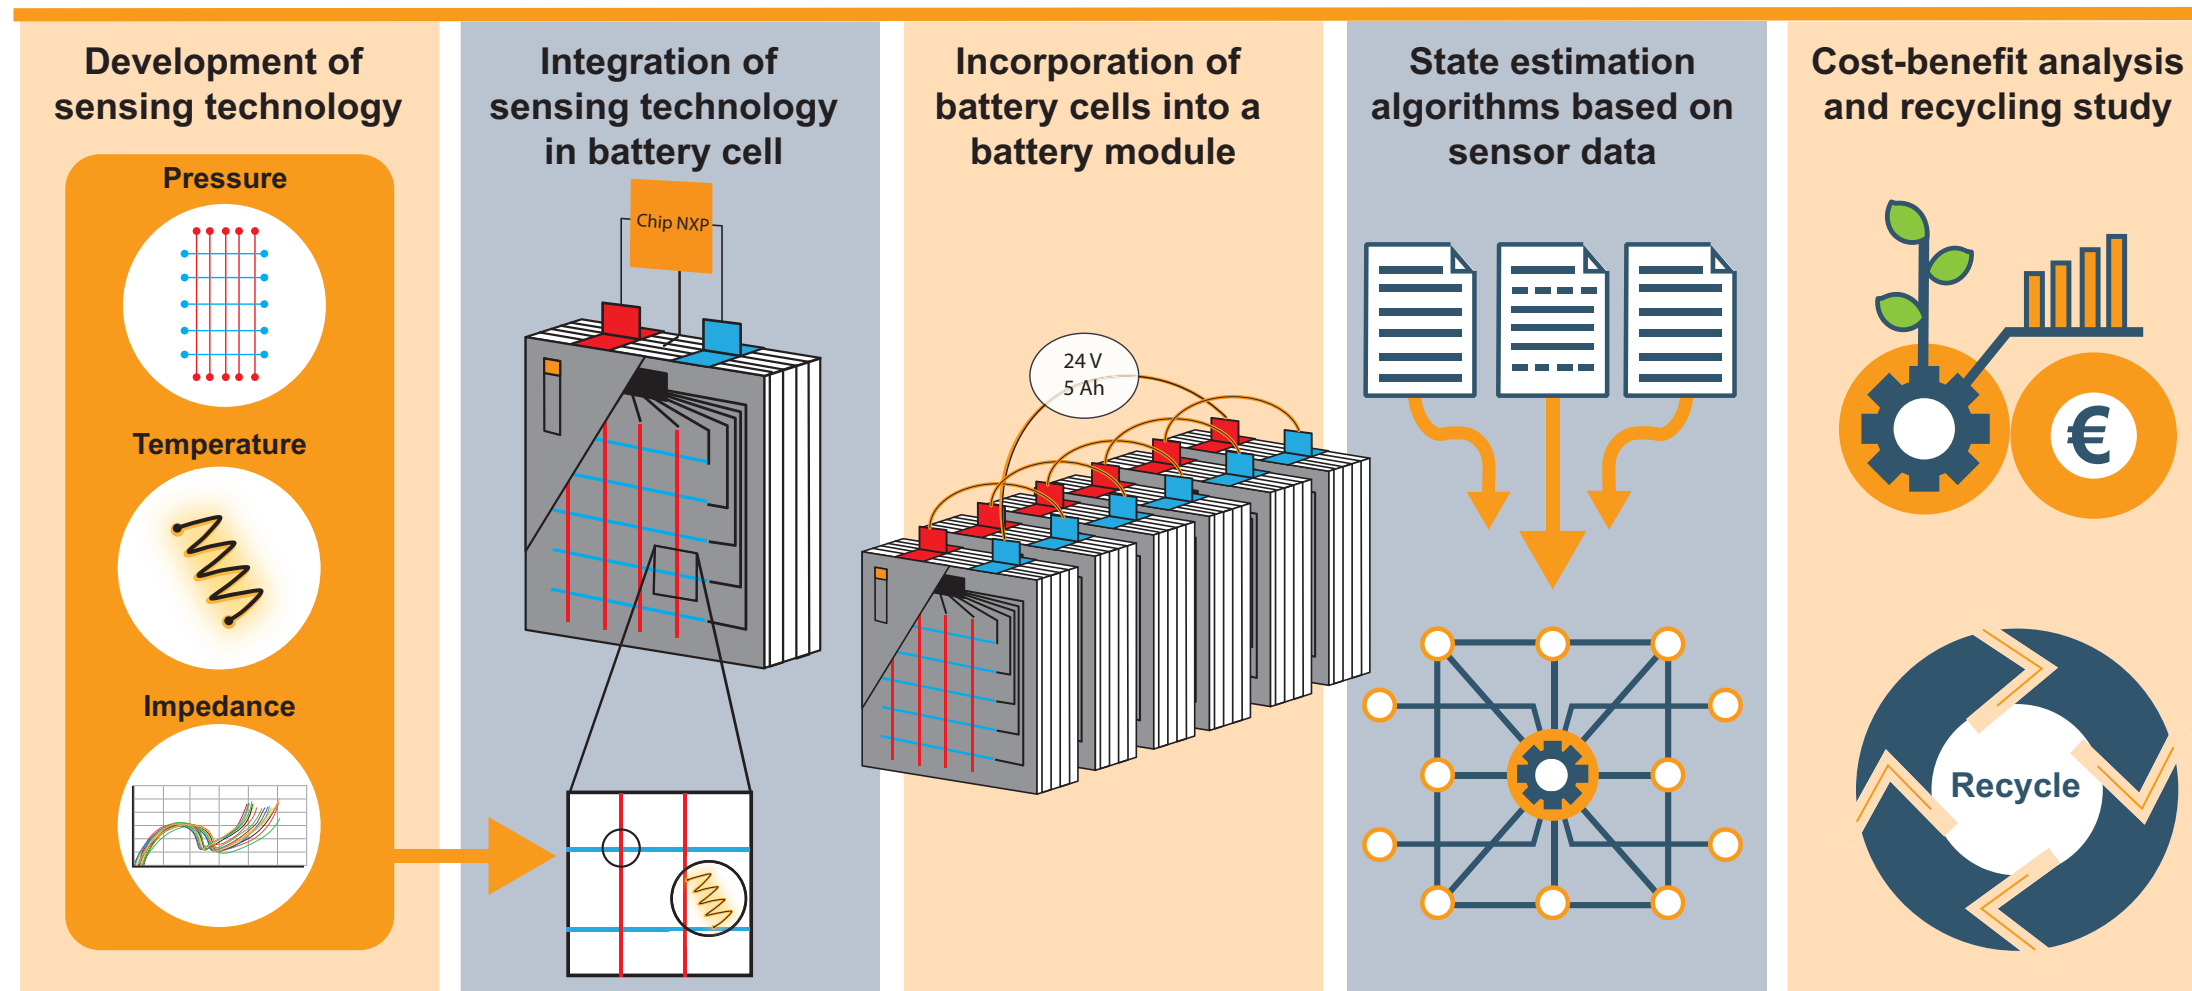 Development of
sensing technology
Pressure
Temperature
Impedance
Integration of
sensing technology
in battery cell
Chip NXP
Incorporation of
battery cells into a
battery module
24 V
5 Ah
State estimation
algorithms based on
sensor data
Cost-benefit analysis
and recycling study
€
Recycle